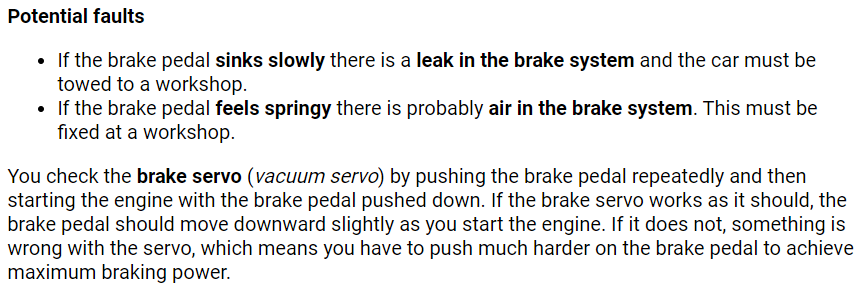 Potential faults
• If the brake pedal sinks slowly there is a leak in the brake system and the car must be
towed to a workshop.
• If the brake pedal feels springy there is probably air in the brake system. This must be
fixed at a workshop.
You check the brake servo (vacuum servo) by pushing the brake pedal repeatedly and then
starting the engine with the brake pedal pushed down. If the brake servo works as it should, the
brake pedal should move downward slightly as you start the engine. If it does not, something is
wrong with the servo, which means you have to push much harder on the brake pedal to achieve
maximum braking power.